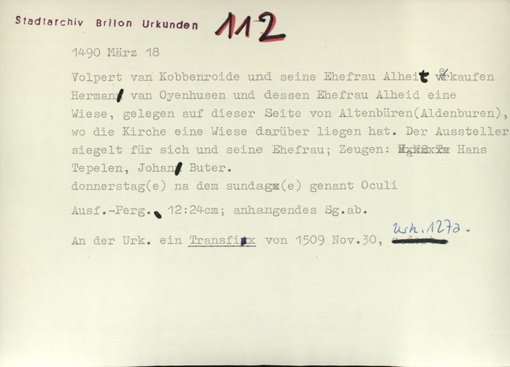 Stadtarchiv Brilon Urkunden 112
1490 März 18
Volpert van Kobbenroide und seine Ehefrau Alheit verkaufen
Herman van Oyenhusen und dessen Ehefrau Alheid eine
Wiese, gelegen auf dieser Seite von Altenbüren(Aldenburen),
wo die Kirche eine Wiese darüber liegen hat. Der Aussteller
siegelt für sich und seine Ehefrau; Zeugen: Hans
Tepelen, Johan Buter.
donnerstag(e) na dem sundag(e) genant Oculi
Ausf.-Perg., 12:24cm; anhangendes Sg.ab.
An der Urk. ein Transfix von 1509 Nov.30, Urk. 127a.